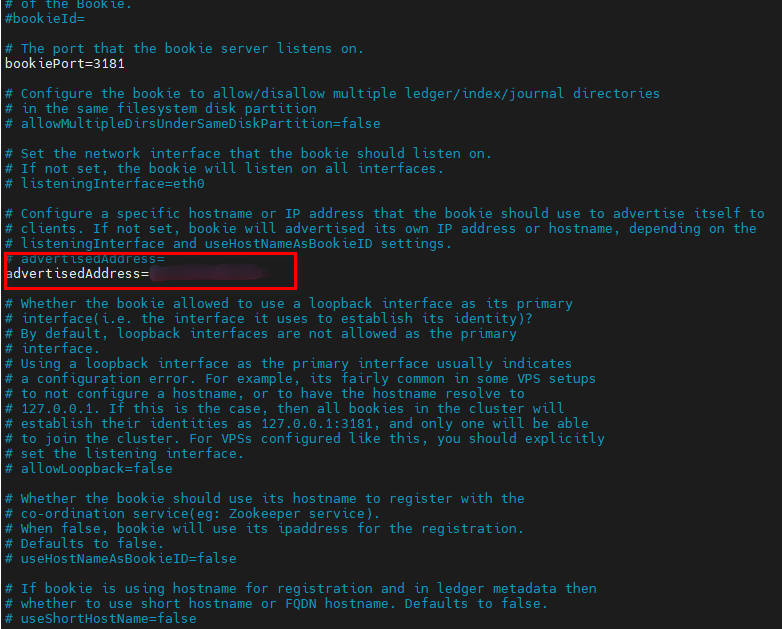 # of the Bookie.
#bookieId=
# The port that the bookie server listens on.
bookiePort=3181
# Configure the bookie to allow/disallow multiple ledger/index/journal directories
# in the same filesystem disk partition
# allowMultipleDirsUnderSameDiskPartition=false
# Set the network interface that the bookie should listen on.
# If not set, the bookie will listen on all interfaces.
# listeningInterface=eth0
# Configure a specific hostname or IP address that the bookie should use to advertise itself to
# clients. If not set, bookie will advertised its own IP address or hostname, depending on the
# listeningInterface and useHostNameAsBookieID settings.
# advertisedAddress=
advertisedAddress=
# Whether the bookie allowed to use a loopback interface as its primary
# interface(i.e. the interface it uses to establish its identity)?
# By default, loopback interfaces are not allowed as the primary
# interface.
# Using a loopback interface as the primary interface usually indicates
# a configuration error. For example, its fairly common in some VPS setups
# to not configure a hostname, or to have the hostname resolve to
# 127.0.0.1. If this is the case, then all bookies in the cluster will
# establish their identities as 127.0.0.1:3181, and only one will be able
# to join the cluster. For VPSs configured like this, you should explicitly
# set the listening interface.
# allowLoopback=false
# Whether the bookie should use its hostname to register with the
# co-ordination service(eg: Zookeeper service).
# When false, bookie will use its ipaddress for the registration.
# Defaults to false.
# useHostNameAsBookieID=false
# If bookie is using hostname for registration and in ledger metadata then
# whether to use short hostname or FQDN hostname. Defaults to false.
# useShortHostName=false